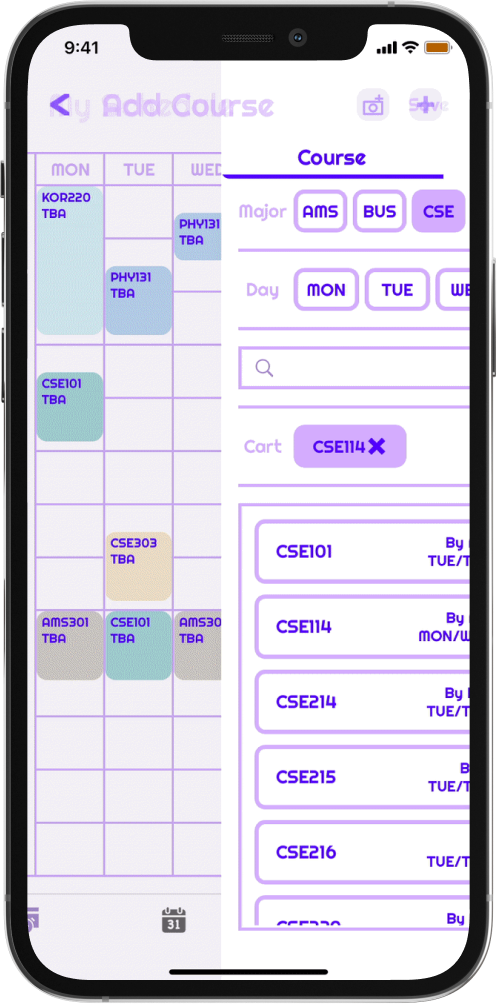 9:41
My Added Course
Save
MON TUE WED
KOR220
TBA
PHY131
TBA
PHY131
TBA
CSE101
TBA
CSE303
TBA
AMS301
TBA
CSE101
TBA
AMS30
TBA
31
Course
Major AMS BUS CSE
Day MON TUE WE
Cart CSE114
CSE101
By
TUE/T
CSE114
By
MON/W
CSE214
By
TUE/T
CSE215
B
TUE/T
CSE216
TUE/T
By